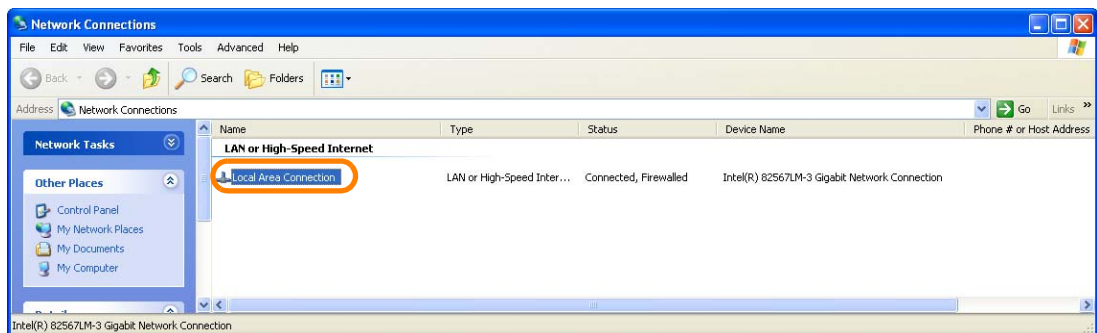 Network Connections
File Edit View Favorites Tools Advanced Help
Back Search Folders
Address Network Connections Go Links »
Network Tasks
Other Places
Control Panel
My Network Places
My Documents
My Computer
Name Type Status Device Name Phone # or Host Address
LAN or High-Speed Internet
Local Area Connection LAN or High-Speed Inter... Connected, Firewalled Intel(R) 82567LM-3 Gigabit Network Connection
Intel(R) 82567LM-3 Gigabit Network Connection